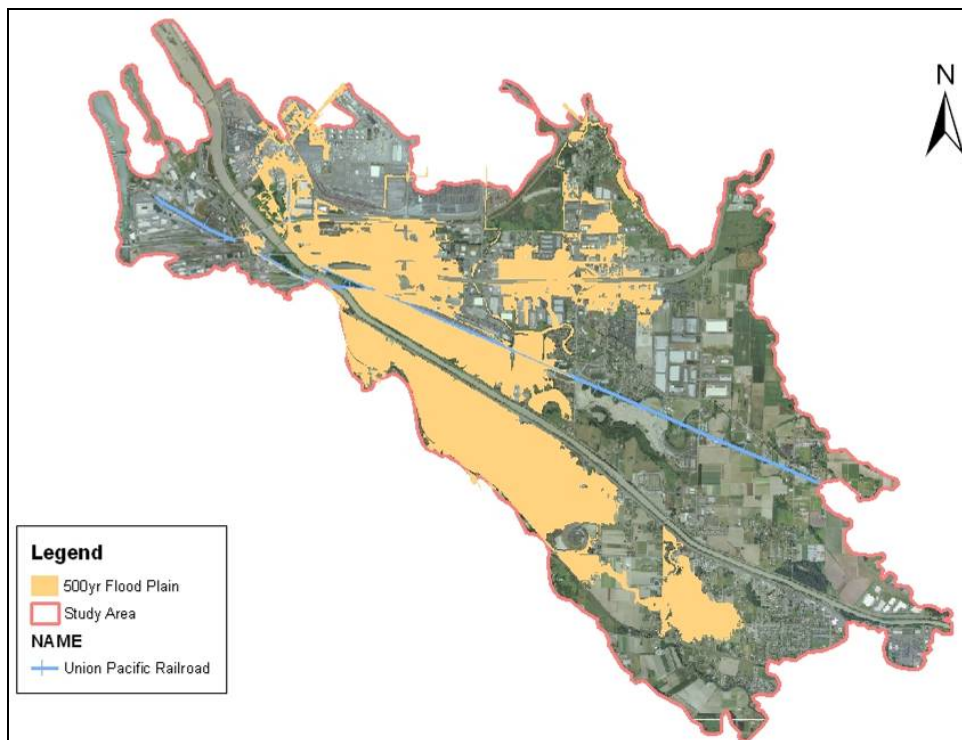 N
Legend
500yr Flood Plain
Study Area
NAME
Union Pacific Railroad